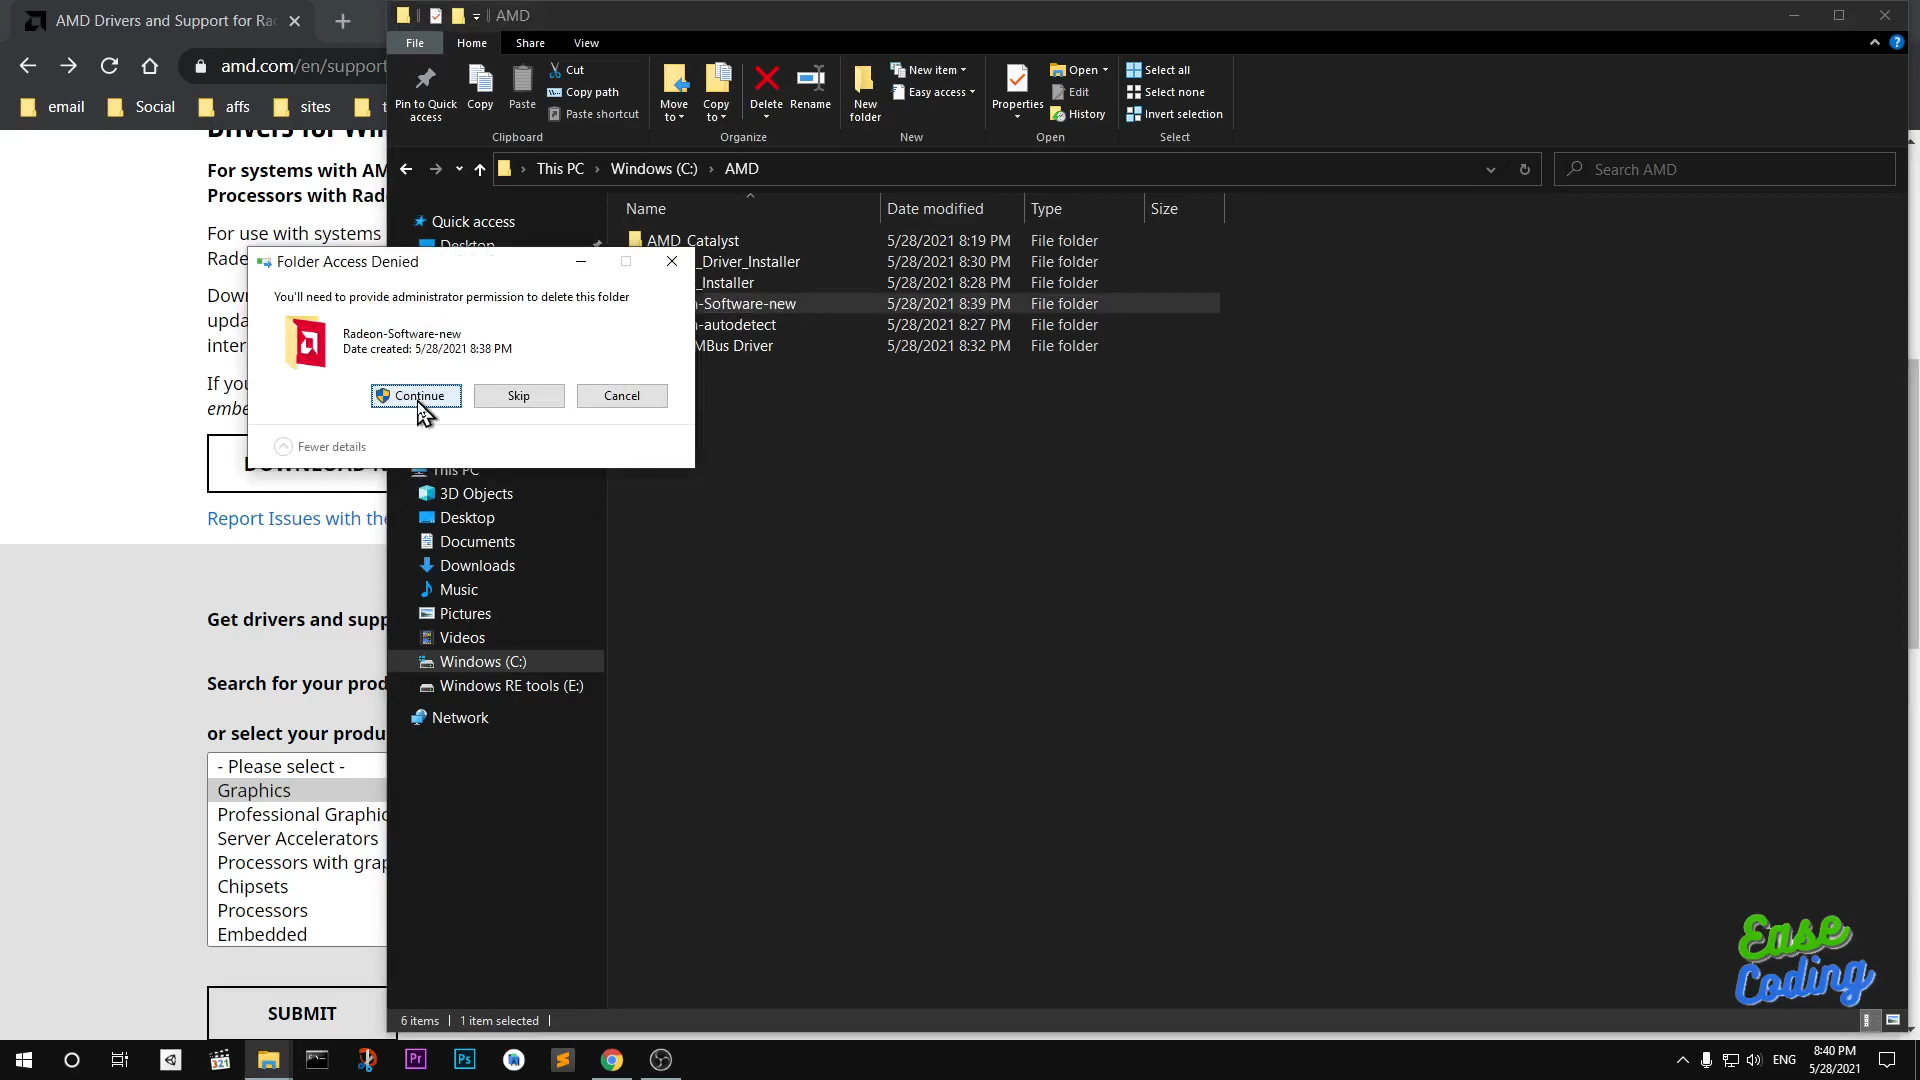 AMD Drivers and Support for Ra
AMD
File
Home
Share
View
amd.com/en/support
email
Social
affs
sites
Pin to Quick access
Copy
Paste
Cut
Copy path
Paste shortcut
Clipboard
Move to
Copy to
Delete
Rename
Organize
New folder
New item
Easy access
New
Properties
Open
Edit
History
Open
Select all
Select none
Invert selection
Select
This PC
Windows (C:)
AMD
Search AMD
For systems with AM
Processors with Rad
For use with systems
Rade
Down
upda
inter
If you
embe
Report Issues with the
Get drivers and supp
Search for your prod
or select your produ
- Please select -
Graphics
Professional Graphic
Server Accelerators
Processors with grap
Chipsets
Processors
Embedded
SUBMIT
Name
Date modified
Type
Size
AMD_Catalyst 5/28/2021 8:19 PM File folder
_Driver_Installer 5/28/2021 8:30 PM File folder
_Installer 5/28/2021 8:28 PM File folder
-Software-new 5/28/2021 8:39 PM File folder
-autodetect 5/28/2021 8:27 PM File folder
MBus Driver 5/28/2021 8:32 PM File folder
Quick access
Desktop
Folder Access Denied
You'll need to provide administrator permission to delete this folder
Radeon-Software-new
Date created: 5/28/2021 8:38 PM
Continue
Skip
Cancel
Fewer details
This PC
3D Objects
Desktop
Documents
Downloads
Music
Pictures
Videos
Windows (C:)
Windows RE tools (E:)
Network
6 items
1 item selected
Ease
Coding
321
Pr
Ps
ENG
8:40 PM
5/28/2021